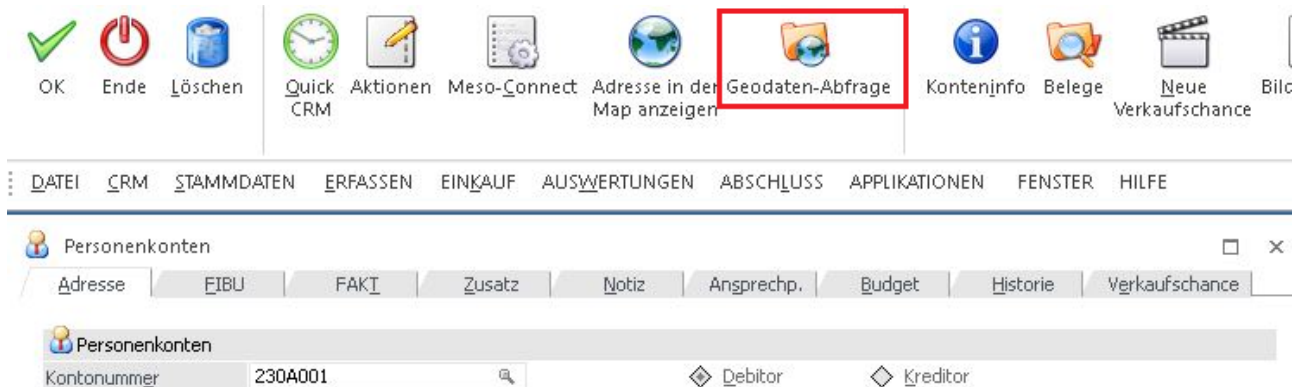 OK Ende Löschen Quick CRM Aktionen Meso-Connect Adresse in der Map anzeigen Geodaten-Abfrage Konteninfo Belege Neue Verkaufschance
DATEI CRM STAMMDATEN ERFASSEN EINKAUF AUSWERTUNGEN ABSCHLUSS APPLIKATIONEN FENSTER HILFE
Personenkonten
Adresse FIBU FAKT Zusatz Notiz Ansprechp. Budget Historie Verkaufschance
Personenkonten
Kontonummer 230A001 Debitor Kreditor